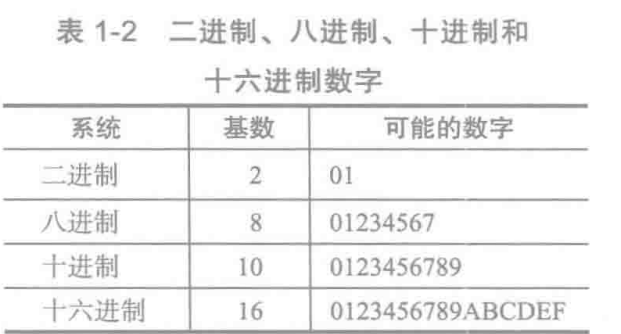 表 1-2 二进制、八进制、十进制和
十六进制数字
系统 基数 可能的数字
二进制 2 01
八进制 8 01234567
十进制 10 0123456789
十六进制 16 0123456789ABCDEF